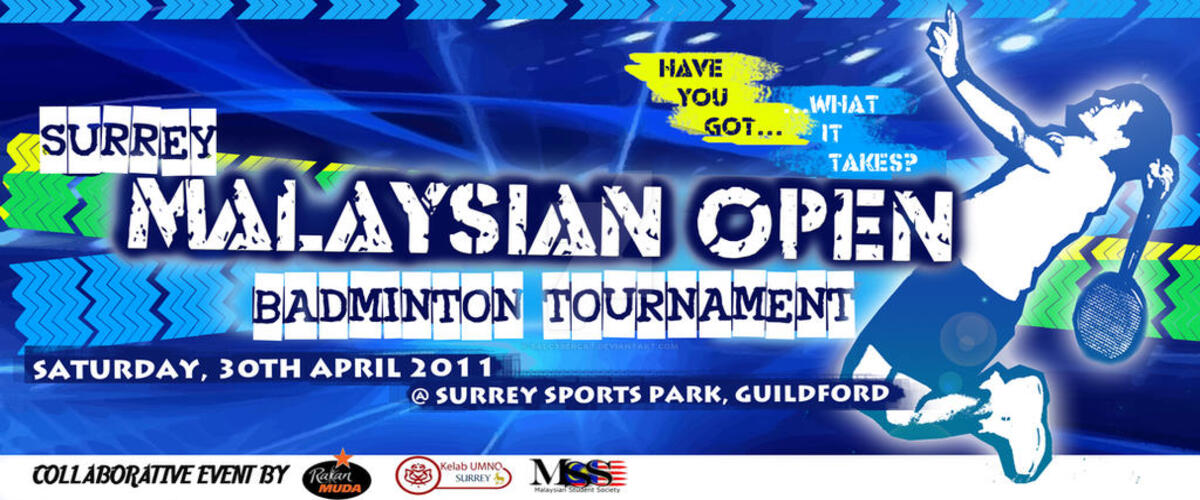 HAVE
YOU
GOT...
...WHAT
IT
TAKES?
SURREY
MALAYSIAN OPEN
BADMINTON TOURNAMENT
SATURDAY, 30TH APRIL 2011
@ SURREY SPORTS PARK, GUILDFORD
COLLABORATIVE EVENT BY
Rakan
MUDA
Kelab UMNO
SURREY
MSS
Malaysian Student Society